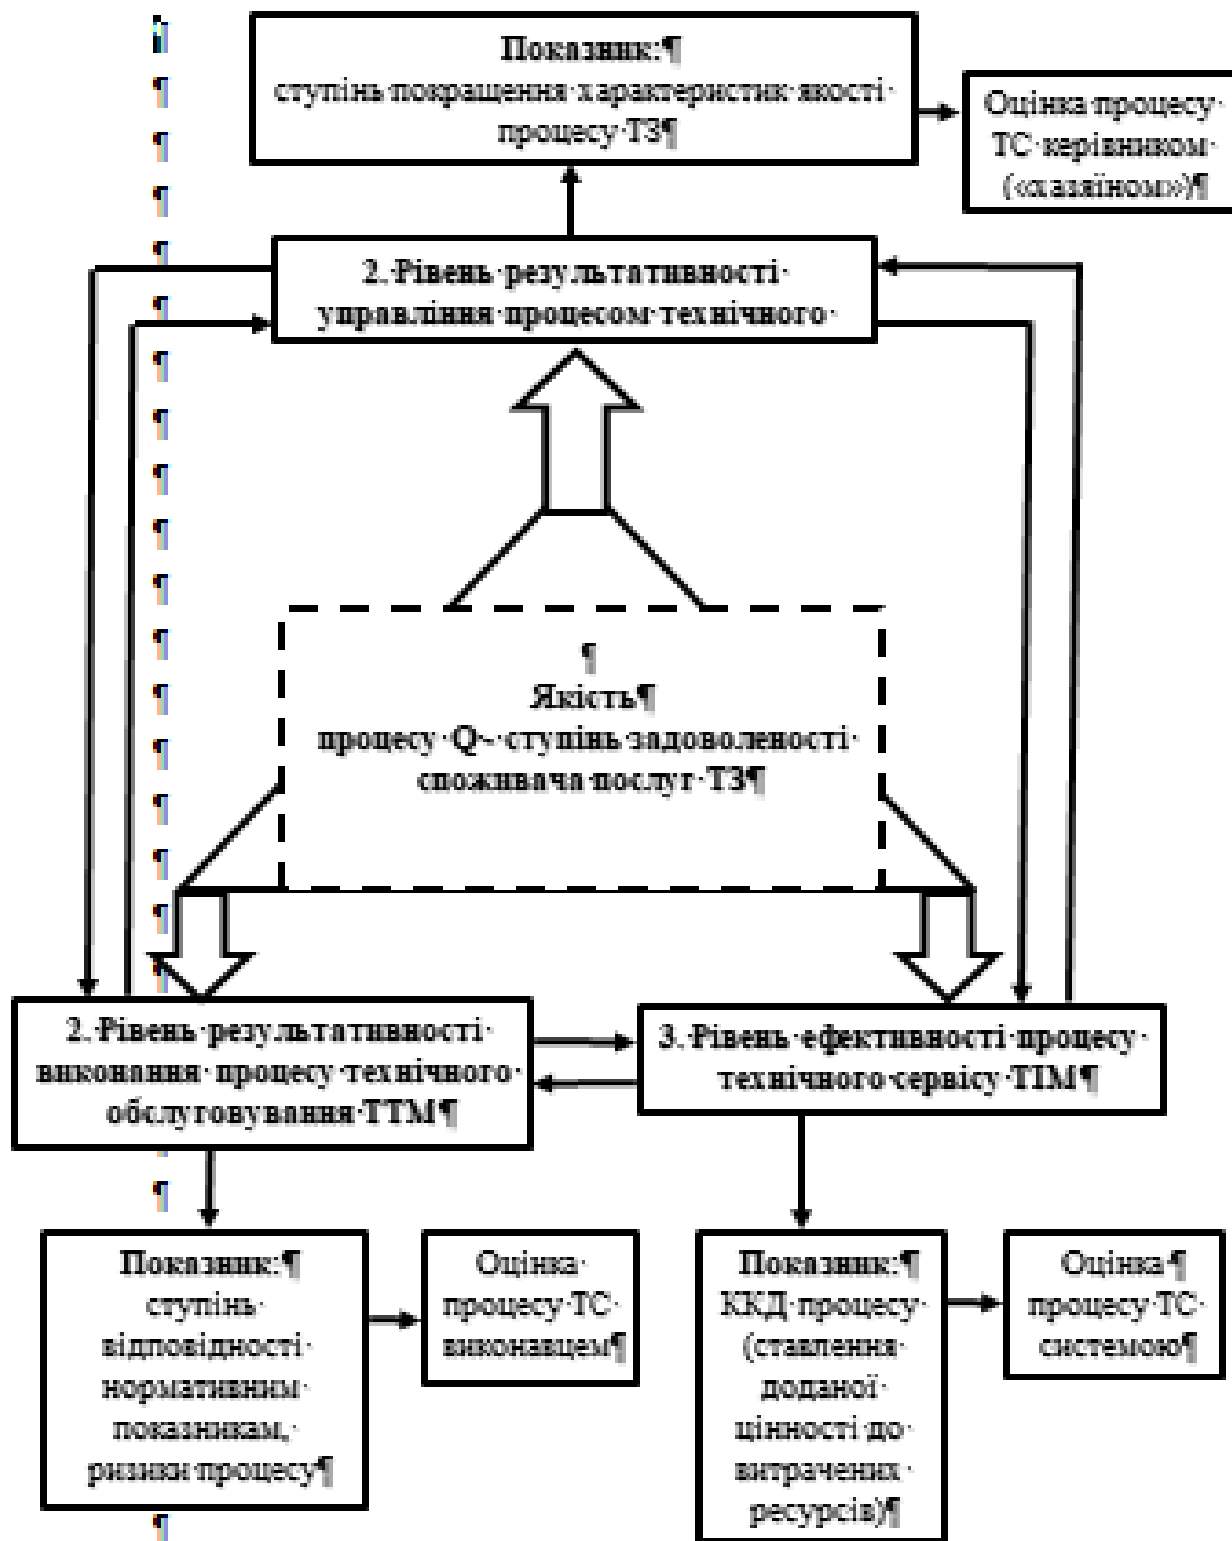 Показник:¶
ступінь·покращення·характеристик·якості·
процесу·ТЗ¶
Оцінка·процесу·
ТС·керівником·
(«хазяїном»)¶
2.·Рівень·результативності·
управління·процесом·технічного·
¶
Якість¶
процесу·Q·-·ступінь·задоволеності·
споживача·послуг·ТЗ¶
2.·Рівень·результативності·
виконання·процесу·технічного·
обслуговування·ТТМ¶
3.·Рівень·ефективності·процесу·
технічного·сервісу·ТІМ¶
Показник:¶
ступінь·
відповідності·
нормативним·
показникам,·
ризики·процесу¶
Оцінка·
процесу·ТС·
виконавцем¶
Показник:¶
ККД·процесу·
(ставлення·
доданої·
цінності·до·
витрачених·
ресурсів)¶
Оцінка·¶
процесу·ТС·
системою¶